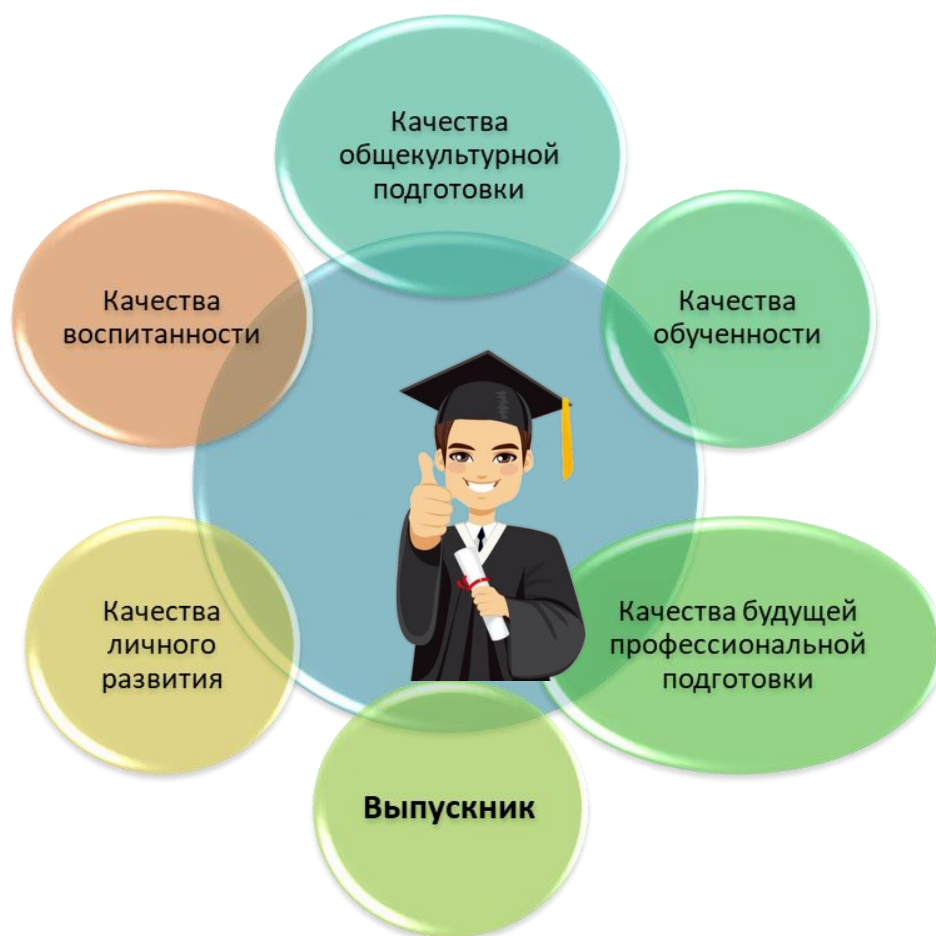 Качества
общекультурной
подготовки
Качества
воспитанности
Качества
обученности
Качества
личного
развития
Качества будущей
профессиональной
подготовки
Выпускник